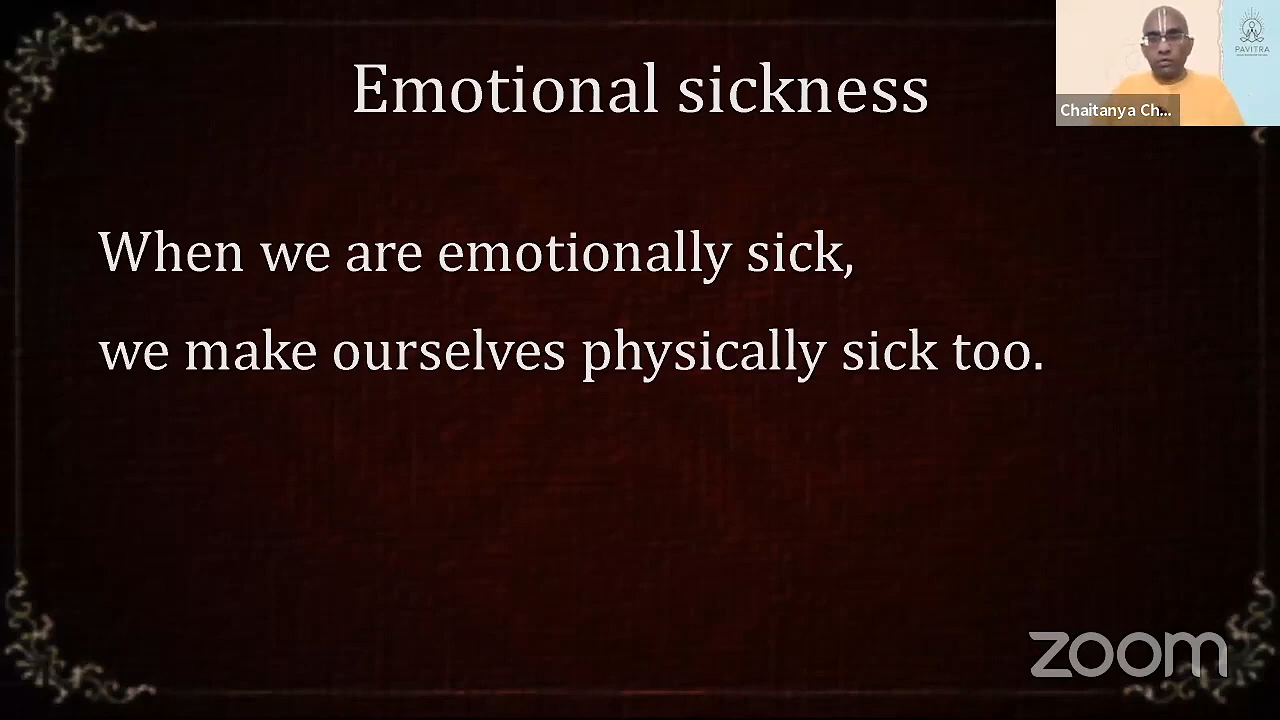 Emotional sickness
PAVITRA
Chaitanya Ch...
When we are emotionally sick,
we make ourselves physically sick too.
zoom